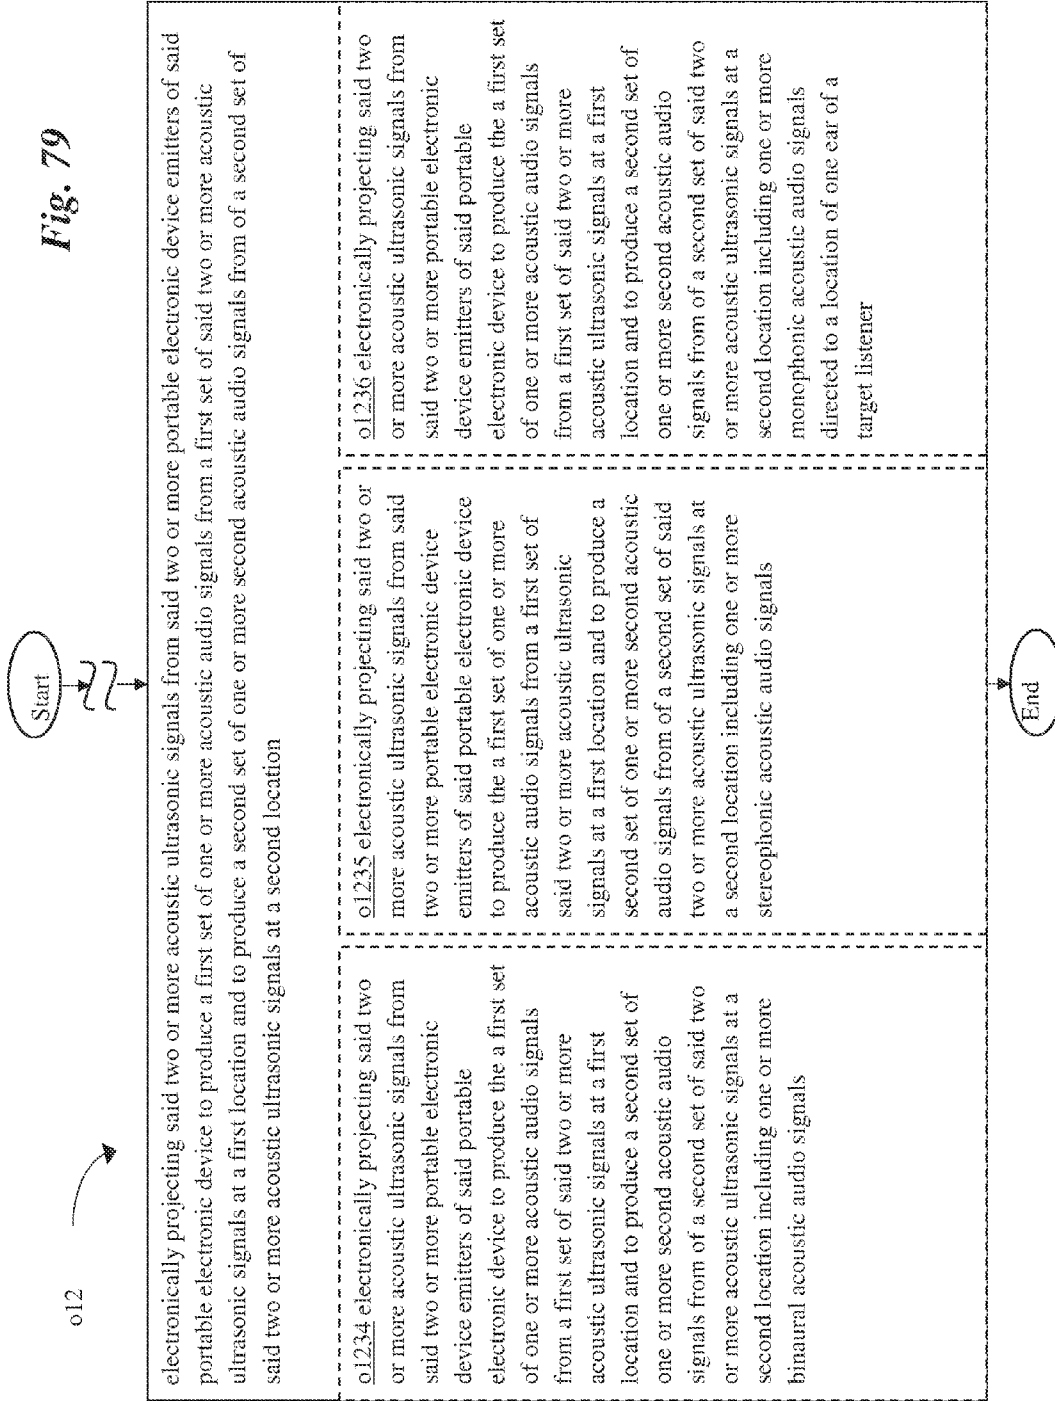 Fig. 79
o12
Start
electronically projecting said two or more acoustic ultrasonic signals from said two or more portable electronic device emitters of said
portable electronic device to produce a first set of one or more acoustic audio signals from a first set of said two or more acoustic
ultrasonic signals at a first location and to produce a second set of one or more second acoustic audio signals from of a second set of
said two or more acoustic ultrasonic signals at a second location
o1234 electronically projecting said two
or more acoustic ultrasonic signals from
said two or more portable electronic
device emitters of said portable
electronic device to produce the a first set
of one or more acoustic audio signals
from a first set of said two or more
acoustic ultrasonic signals at a first
location and to produce a second set of
one or more second acoustic audio
signals from of a second set of said two
or more acoustic ultrasonic signals at a
second location including one or more
binaural acoustic audio signals
o1235 electronically projecting said two or
more acoustic ultrasonic signals from said
two or more portable electronic device
emitters of said portable electronic device
to produce the a first set of one or more
acoustic audio signals from a first set of
said two or more acoustic ultrasonic
signals at a first location and to produce a
second set of one or more second acoustic
audio signals from of a second set of said
two or more acoustic ultrasonic signals at
a second location including one or more
stereophonic acoustic audio signals
o1236 electronically projecting said two
or more acoustic ultrasonic signals from
said two or more portable electronic
device emitters of said portable
electronic device to produce the a first set
of one or more acoustic audio signals
from a first set of said two or more
acoustic ultrasonic signals at a first
location and to produce a second set of
one or more second acoustic audio
signals from of a second set of said two
or more acoustic ultrasonic signals at a
second location including one or more
monophonic acoustic audio signals
directed to a location of one ear of a
target listener
End